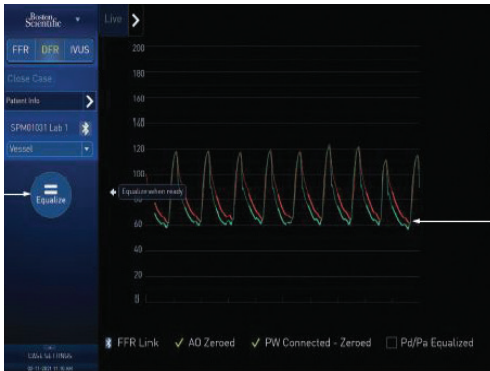 Boston
Scientific
Live
FFR DFR IVUS
Close Case
Patient Info
SPM01031 Lab 1
Vessel
Equalize
Equalize when ready
200
180
160
140
120
100
80
60
40
20
0
FFR Link
AO Zeroed
PW Connected - Zeroed
Pd/Pa Equalized
CASE SETTINGS